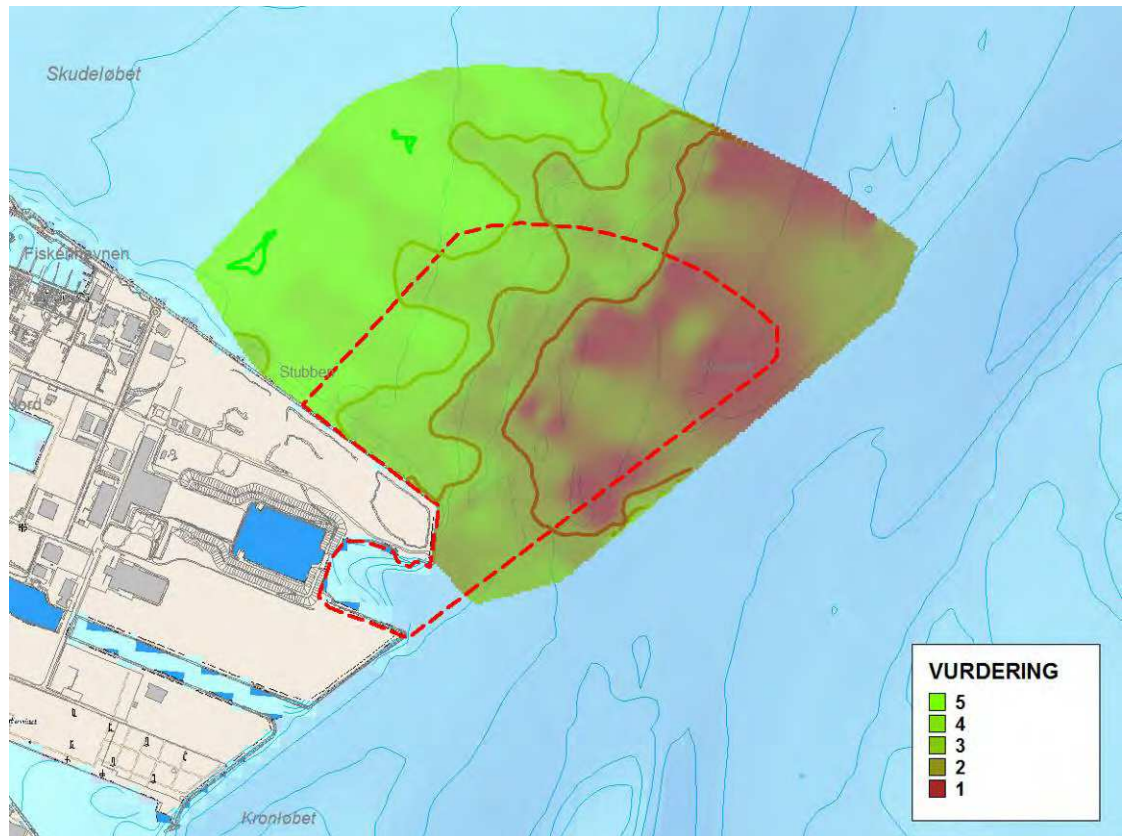 Skudeløbet
Fiskerihavnen
Stubben
VURDERING
5
4
3
2
1
Kronløbet